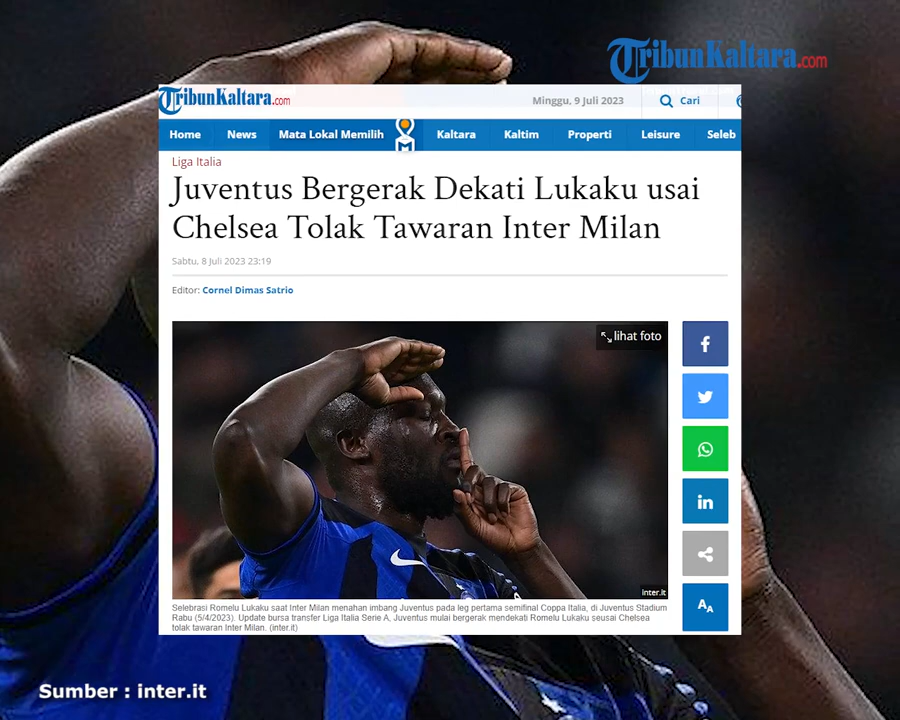 TribunKaltara.com
TribunKaltara.com
Minggu, 9 Juli 2023
Cari
Home News Mata Lokal Memilih Kaltara Kaltim Properti Leisure Seleb
Liga Italia
Juventus Bergerak Dekati Lukaku usai
Chelsea Tolak Tawaran Inter Milan
Sabtu, 8 Juli 2023 23:19
Editor: Cornel Dimas Satrio
lihat foto
inter.it
Selebrasi Romelu Lukaku saat Inter Milan menahan imbang Juventus pada leg pertama semifinal Coppa Italia, di Juventus Stadium
Rabu (5/4/2023). Update bursa transfer Liga Italia Serie A, Juventus mulai bergerak mendekati Romelu Lukaku seusai Chelsea
tolak tawaran Inter Milan. (inter.it)
AA
Sumber : inter.it